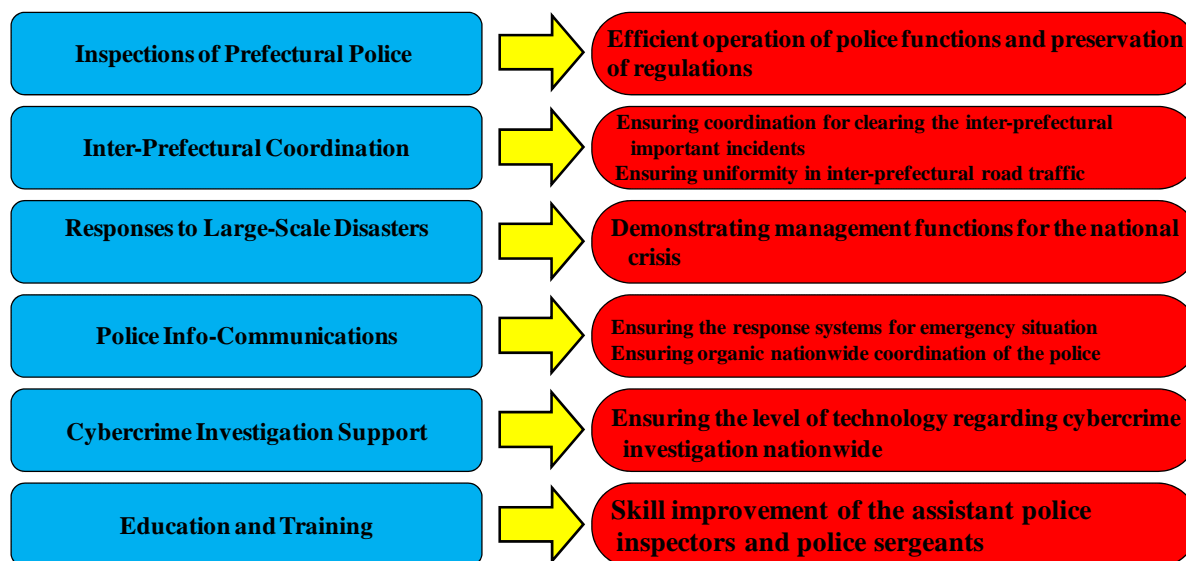 Inspections of Prefectural Police
Efficient operation of police functions and preservation
of regulations
Inter-Prefectural Coordination
Ensuring coordination for clearing the inter-prefectural
important incidents
Ensuring uniformity in inter-prefectural road traffic
Responses to Large-Scale Disasters
Demonstrating management functions for the national
crisis
Police Info-Communications
Ensuring the response systems for emergency situation
Ensuring organic nationwide coordination of the police
Cybercrime Investigation Support
Ensuring the level of technology regarding cybercrime
investigation nationwide
Education and Training
Skill improvement of the assistant police
inspectors and police sergeants